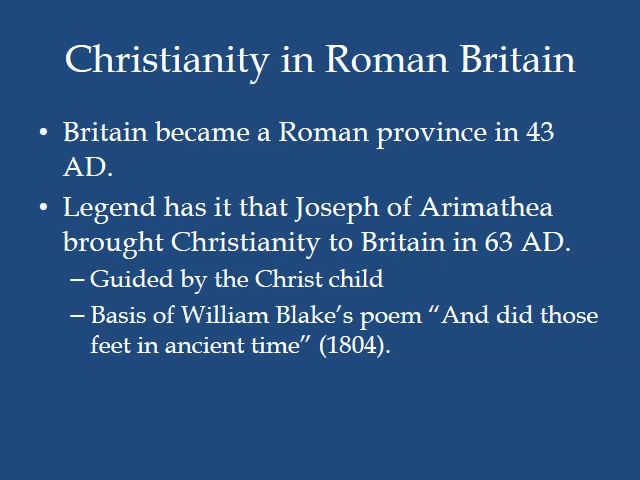 Christianity in Roman Britain
• Britain became a Roman province in 43
AD.
• Legend has it that Joseph of Arimathea
brought Christianity to Britain in 63 AD.
– Guided by the Christ child
– Basis of William Blake’s poem “And did those
feet in ancient time” (1804).